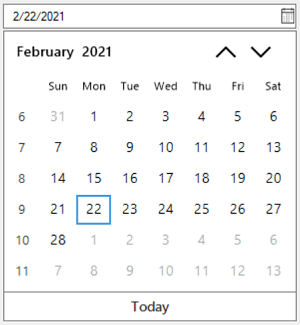 2/22/2021
February 2021
Sun Mon Tue Wed Thu Fri Sat
6 31 1 2 3 4 5 6
7 7 8 9 10 11 12 13
8 14 15 16 17 18 19 20
9 21 22 23 24 25 26 27
10 28 1 2 3 4 5 6
11 7 8 9 10 11 12 13
Today